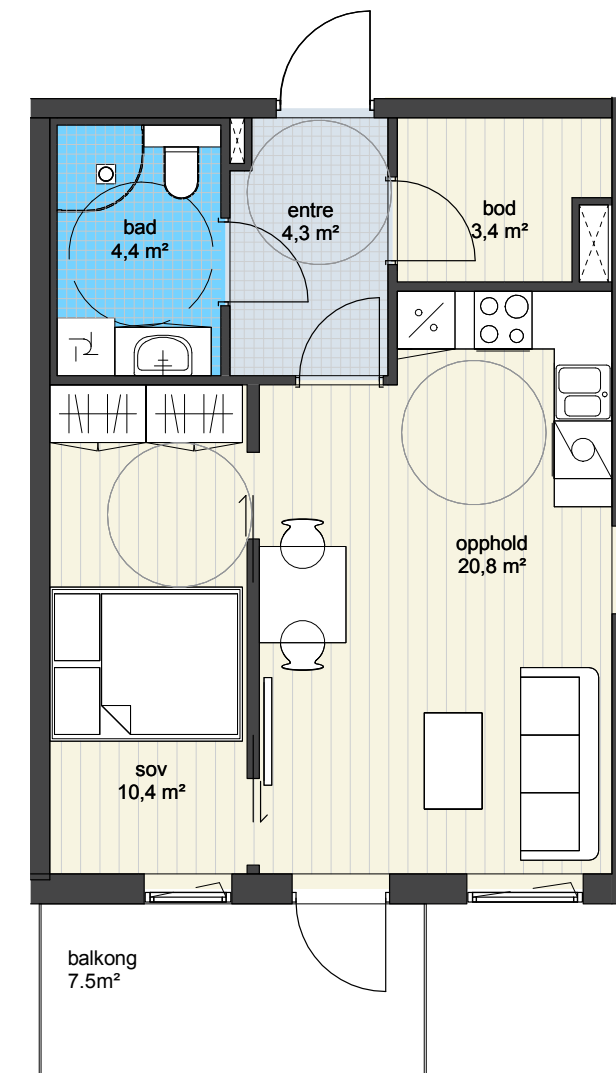 entre
4,3 m²
bod
3,4 m²
bad
4,4 m²
opphold
20,8 m²
sov
10,4 m²
balkong
7.5m²